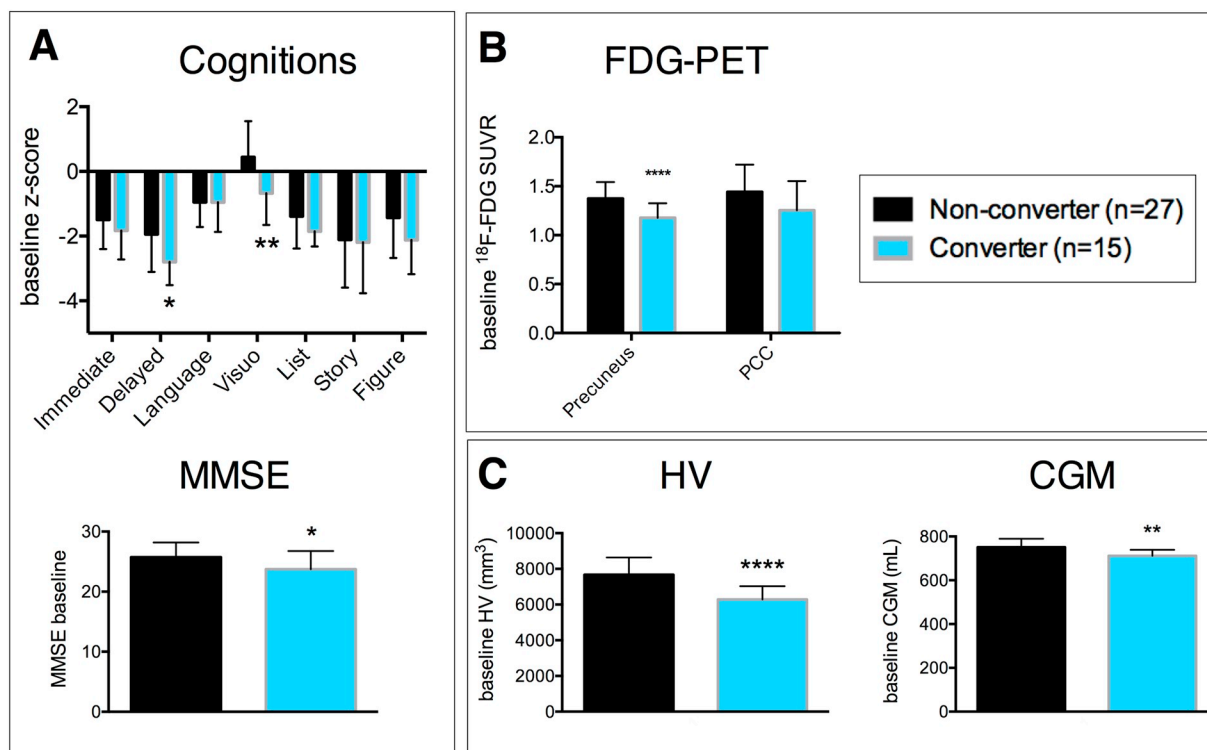 A
Cognitions
baseline z-score
2
0
-2
-4
*
**
Immediate
Delayed
Language
Visuo
List
Story
Figure
MMSE
MMSE baseline
30
20
10
0
*
B
FDG-PET
baseline ¹⁸F-FDG SUVR
2.0
1.5
1.0
0.5
0.0
****
Precuneus
PCC
Non-converter (n=27)
Converter (n=15)
C
HV
baseline HV (mm³)
10000
8000
6000
4000
2000
0
****
CGM
baseline CGM (mL)
800
600
400
200
0
**